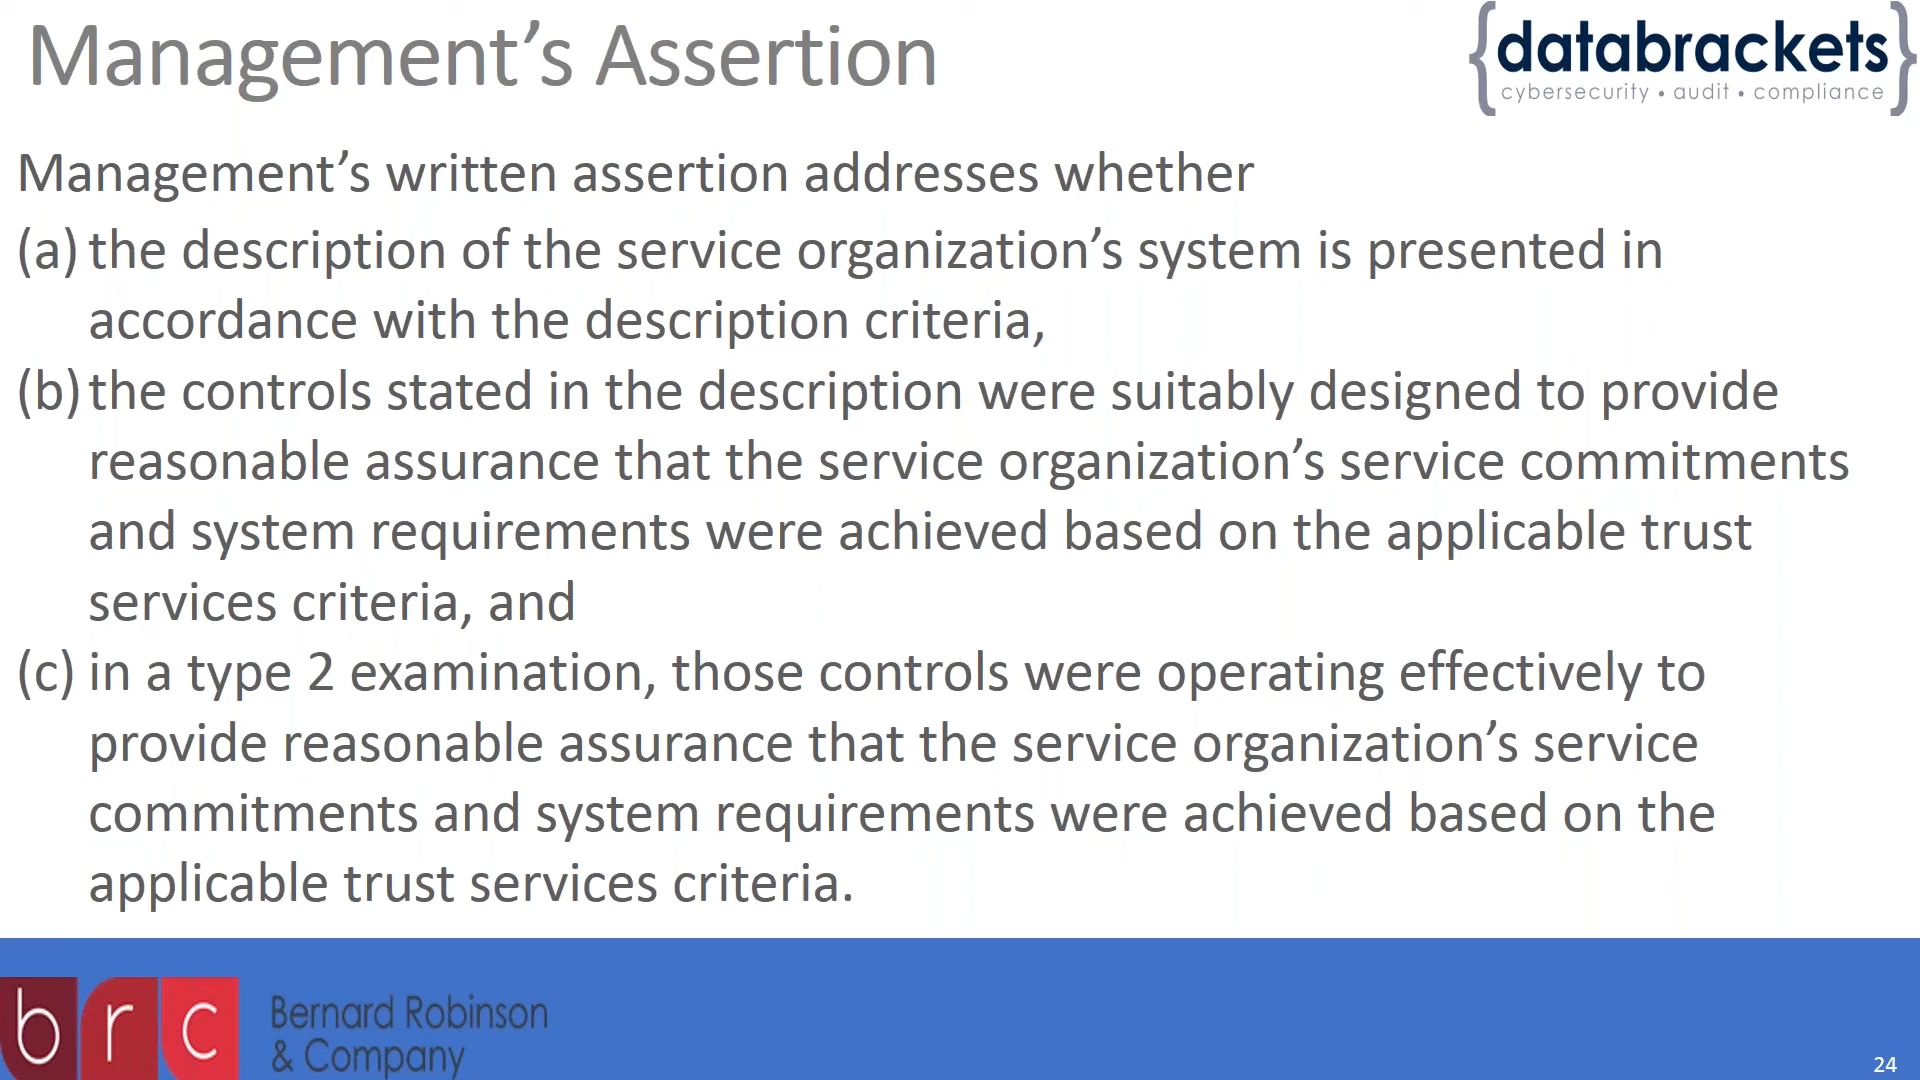 Management’s Assertion
{databrackets}
cybersecurity • audit • compliance
Management’s written assertion addresses whether
(a) the description of the service organization’s system is presented in
accordance with the description criteria,
(b) the controls stated in the description were suitably designed to provide
reasonable assurance that the service organization’s service commitments
and system requirements were achieved based on the applicable trust
services criteria, and
(c) in a type 2 examination, those controls were operating effectively to
provide reasonable assurance that the service organization’s service
commitments and system requirements were achieved based on the
applicable trust services criteria.
brc
Bernard Robinson
& Company
24